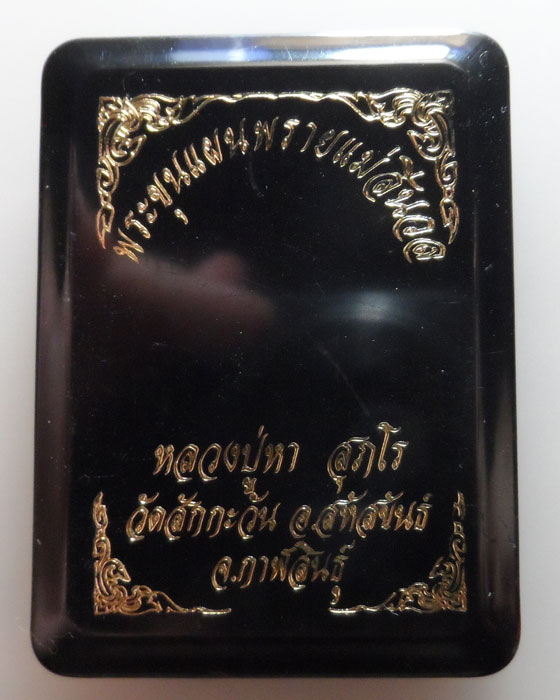 พระขุนแผนพรายแม่สีนวล
หลวงปู่หา สุภโร
วัดสักกะวัน อ.สหัสขันธ์
จ.กาฬสินธุ์